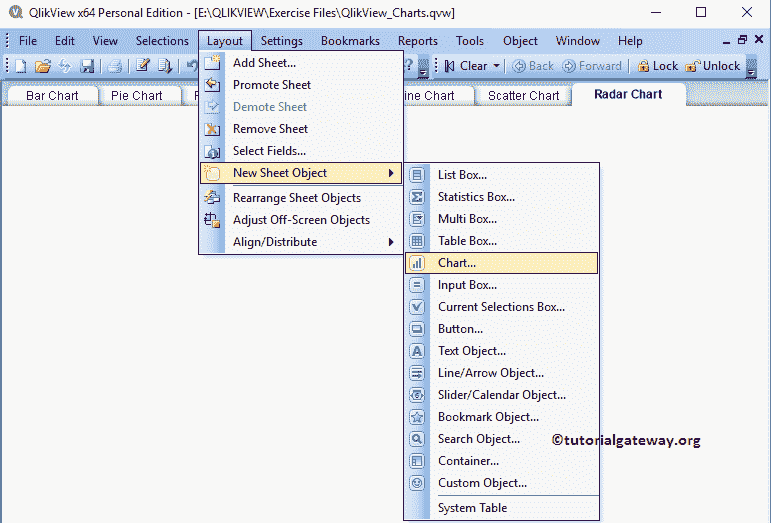 QlikView x64 Personal Edition - [E:\QLIKVIEW\Exercise Files\QlikView_Charts.qvw]
File Edit View Selections Layout Settings Bookmarks Reports Tools Object Window Help
Clear Back Forward Lock Unlock
Bar Chart Pie Chart ine Chart Scatter Chart Radar Chart
Add Sheet...
Promote Sheet
Demote Sheet
Remove Sheet
Select Fields...
New Sheet Object
Rearrange Sheet Objects
Adjust Off-Screen Objects
Align/Distribute
List Box...
Statistics Box...
Multi Box...
Table Box...
Chart...
Input Box...
Current Selections Box...
Button...
Text Object...
Line/Arrow Object...
Slider/Calendar Object...
Bookmark Object...
Search Object...
Container...
Custom Object...
System Table
©tutorialgateway.org